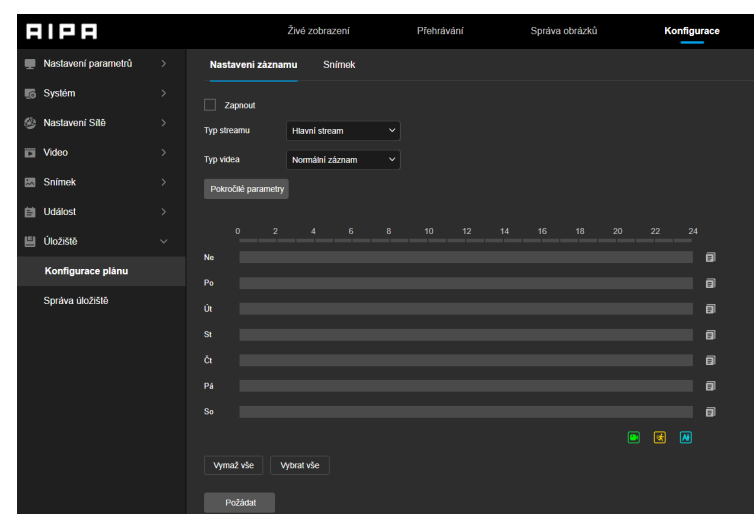 AIPA
Živé zobrazení
Přehrávání
Správa obrázků
Konfigurace
Nastavení parametrů
Systém
Nastavení Sítě
Video
Snímek
Událost
Úložiště
Konfigurace plánu
Správa úložiště
Nastavení záznamu
Snímek
Zapnout
Typ streamu
Hlavní stream
Typ videa
Normální záznam
Pokročilé parametry
0 2 4 6 8 10 12 14 16 18 20 22 24
Ne
Po
Út
St
Čt
Pá
So
Vymaž vše
Vybrat vše
Požádat